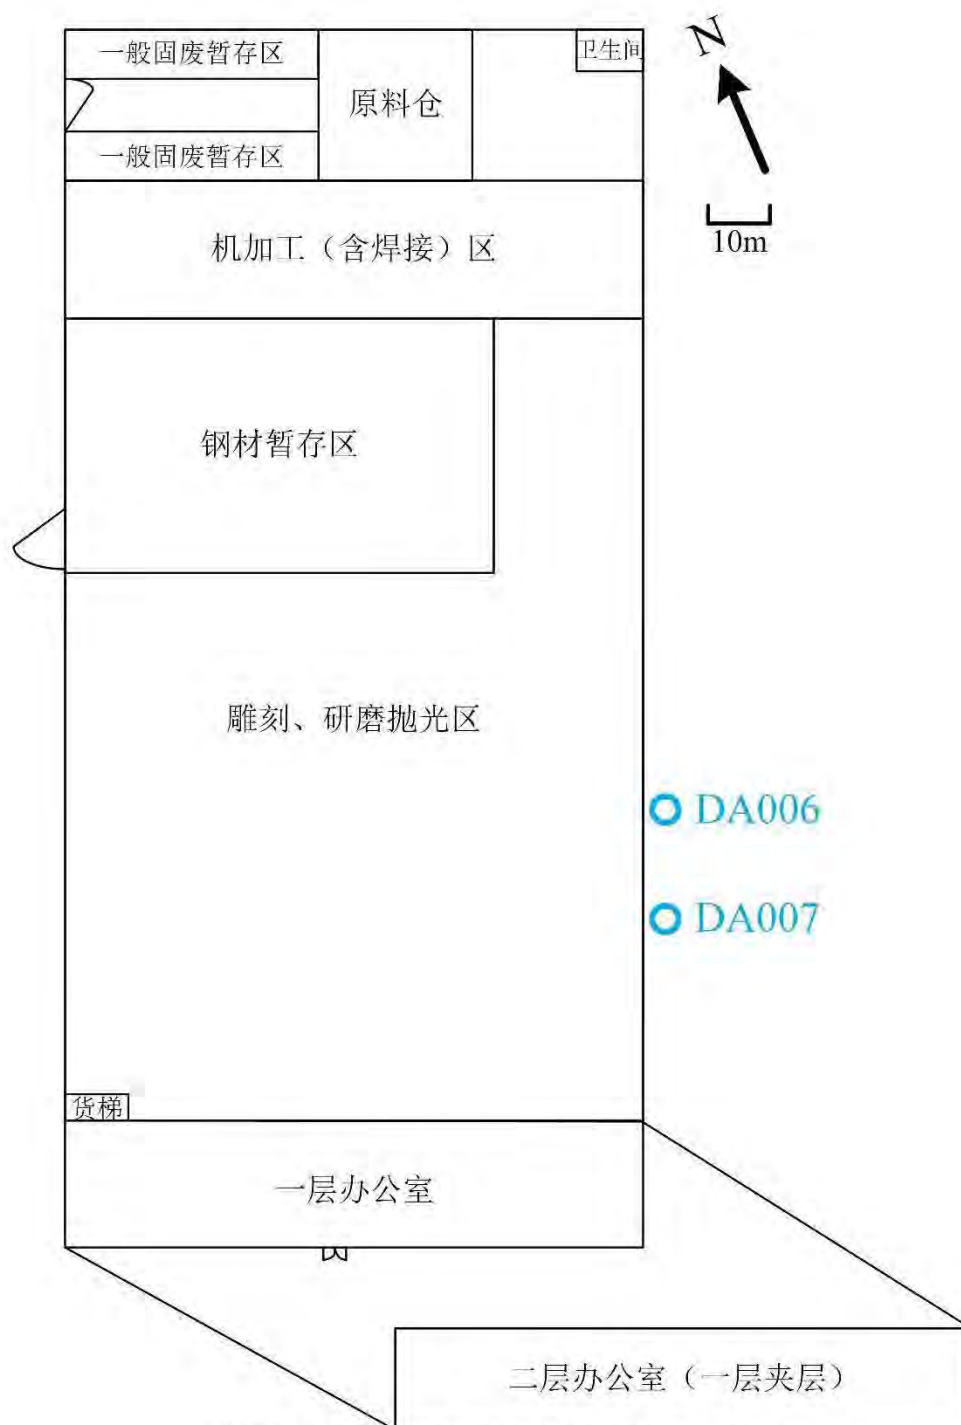 一般固废暂存区
卫生间
N
原料仓
一般固废暂存区
10m
机加工（含焊接）区
钢材暂存区
雕刻、研磨抛光区
DA006
DA007
货梯
一层办公室
二层办公室（一层夹层）